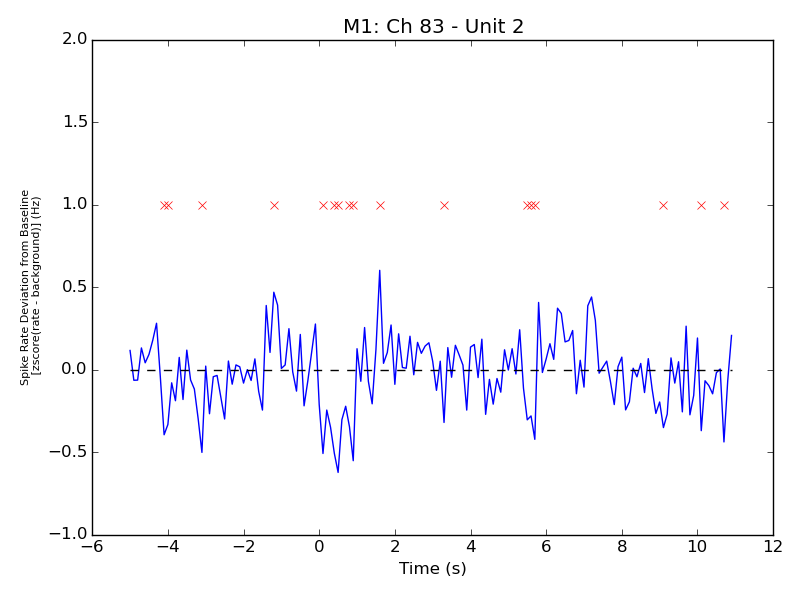 M1: Ch 83 - Unit 2
2.0
1.5
1.0
0.5
0.0
−0.5
−1.0
Spike Rate Deviation from Baseline
[zscore(rate - background)] (Hz)
−6 −4 −2 0 2 4 6 8 10 12
Time (s)